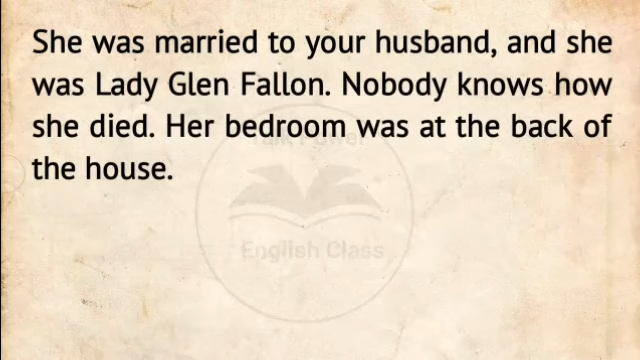 She was married to your husband, and she
was Lady Glen Fallon. Nobody knows how
she died. Her bedroom was at the back of
the house.
English Class